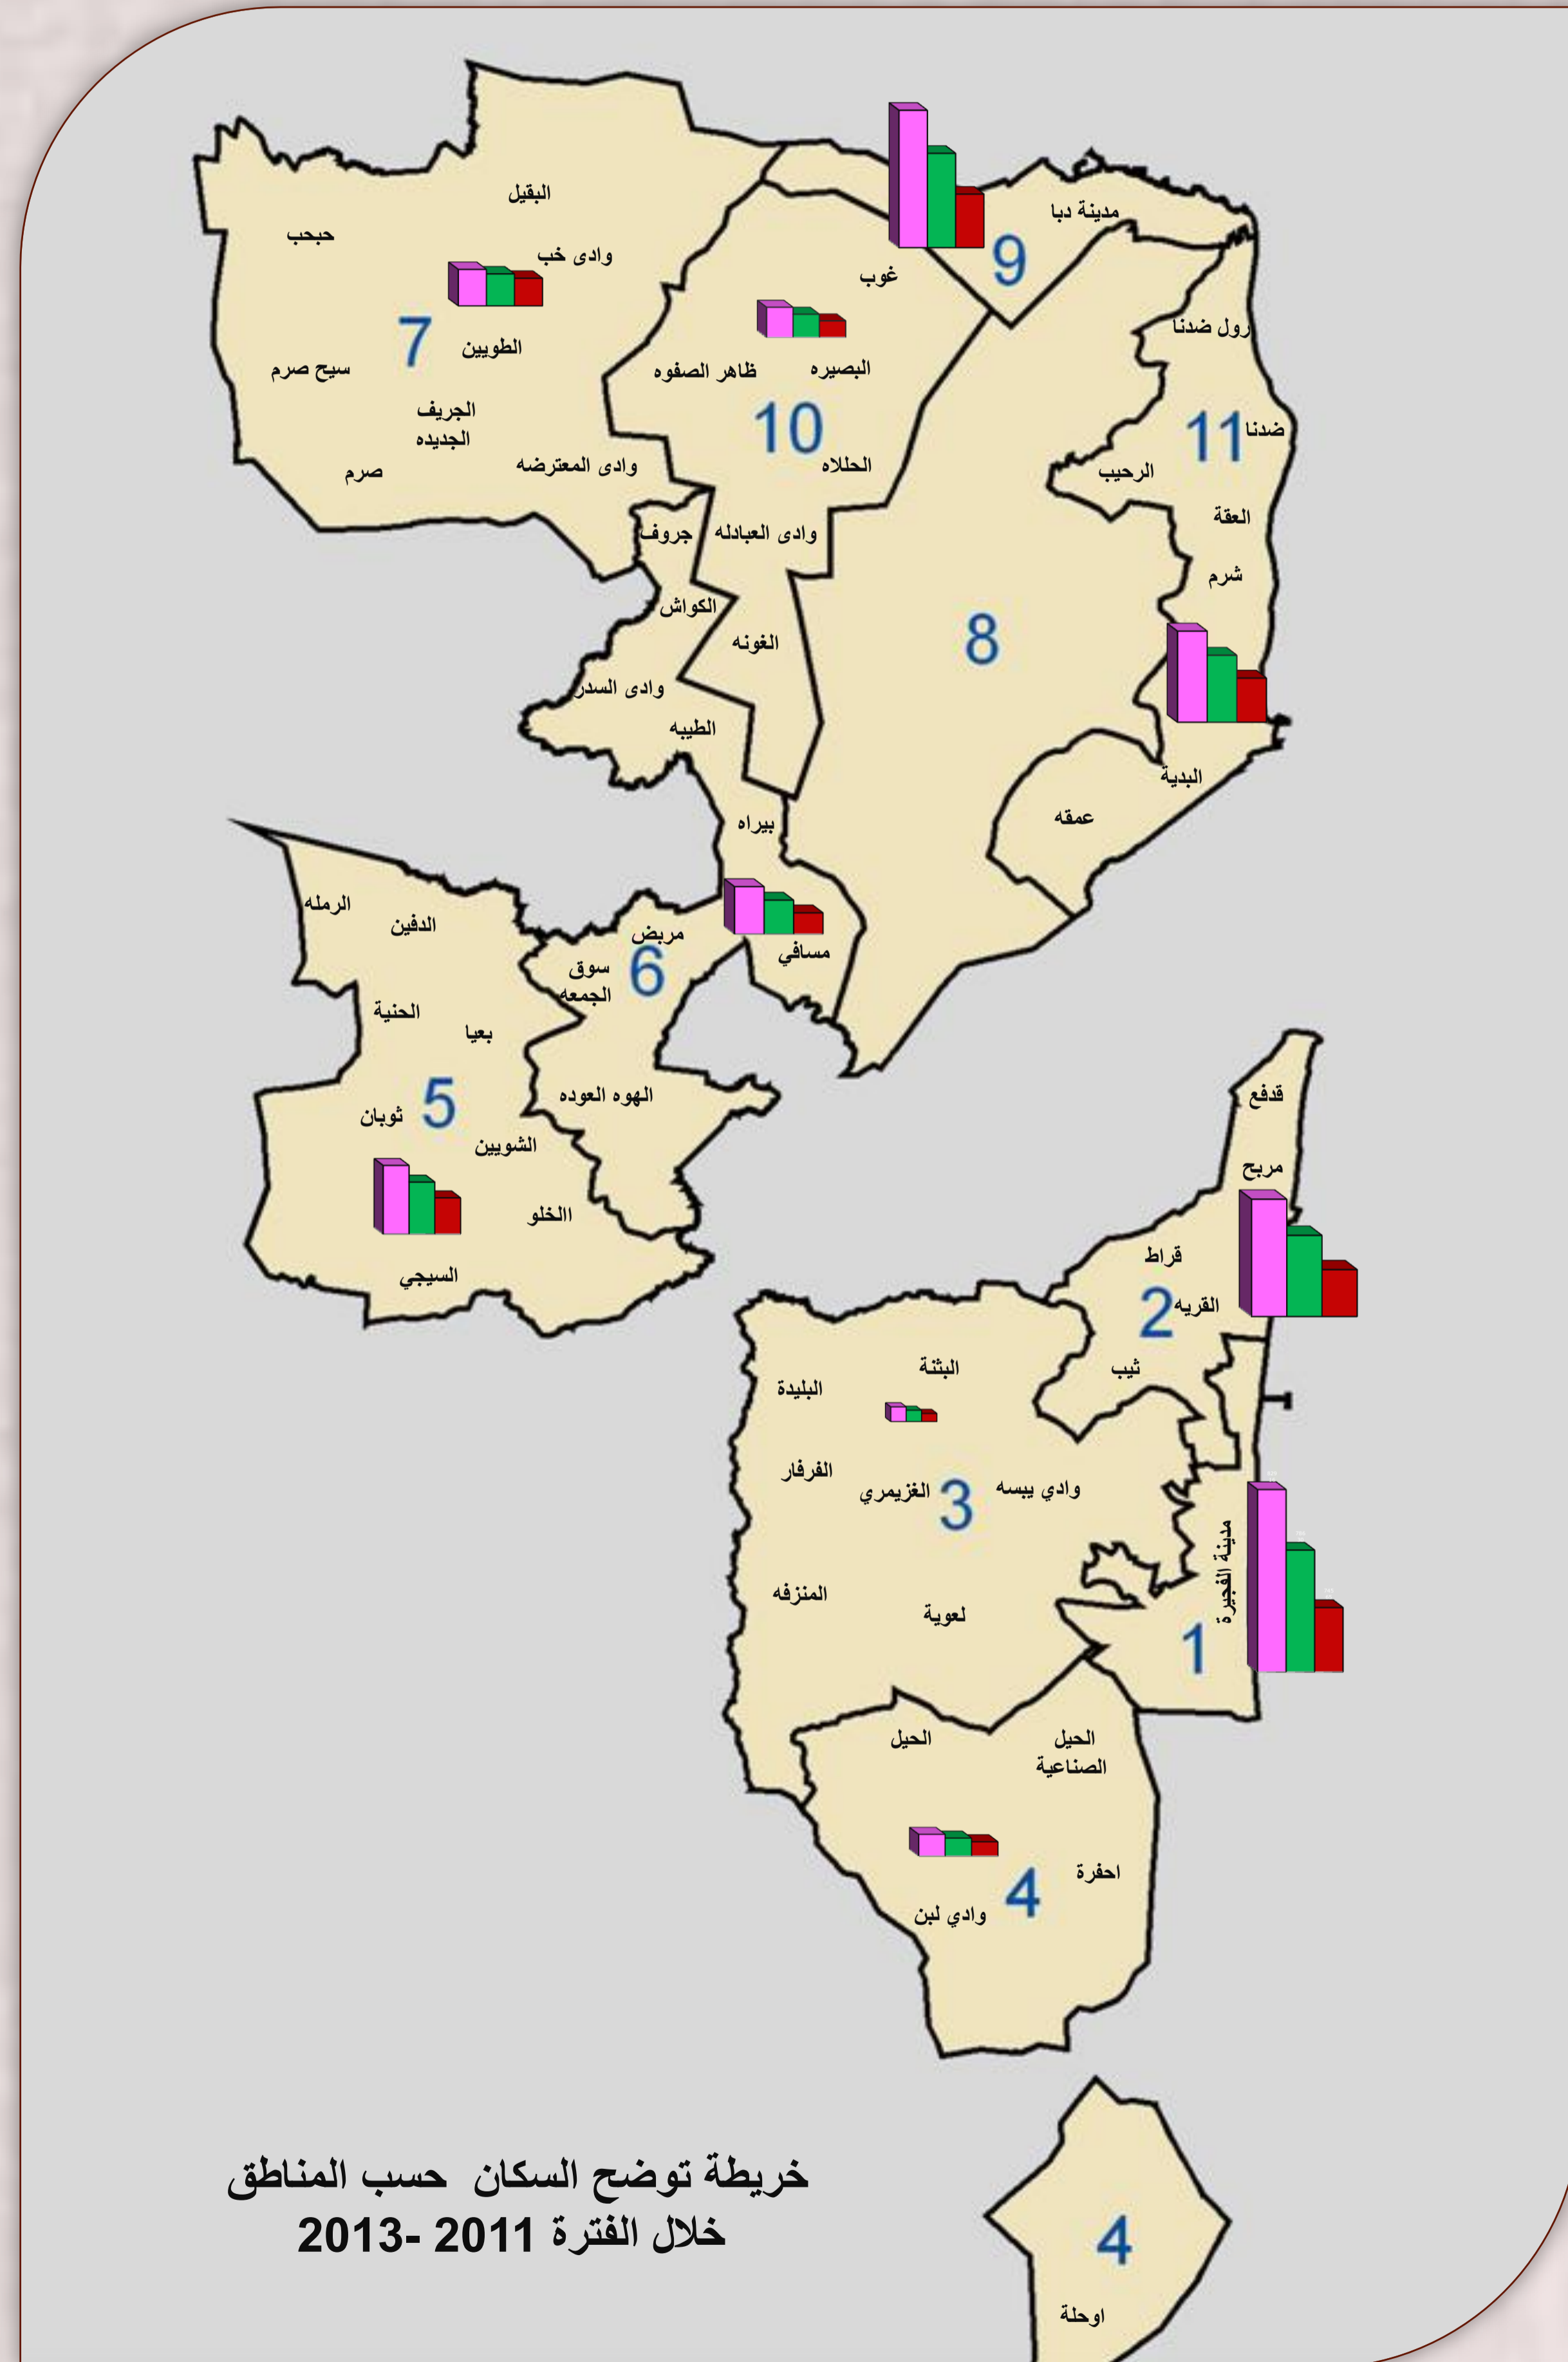 البقيل
حبحب
وادى خب
7
الطويين
سيح صرم
الجريف
الجديده
صرم
وادى المعترضه
مدينة دبا
9
غوب
البصيره
ظاهر الصفوه
10
الحللاه
وادى العبادله
الغونه
رول ضدنا
11
ضدنا
الرحيب
العقة
شرم
البدية
عمقه
8
جروف
الكواش
وادى السدر
الطيبه
بيراه
مسافي
مربض
6
سوق
الجمعه
الهوه العوده
الرمله
الدفين
الحنية
بعيا
5
ثوبان
الشويين
االخلو
السيجي
قدفع
مربح
قراط
2
القريه
ثيب
البثنة
البليدة
الفرفار
الغزيمري
3
وادي يبسه
المنزفه
لعوية
مدينة الفجيرة
1
الحيل
الحيل
الصناعية
احفرة
4
وادي لبن
4
اوحلة
خريطة توضح السكان حسب المناطق
خلال الفترة 2011 -2013